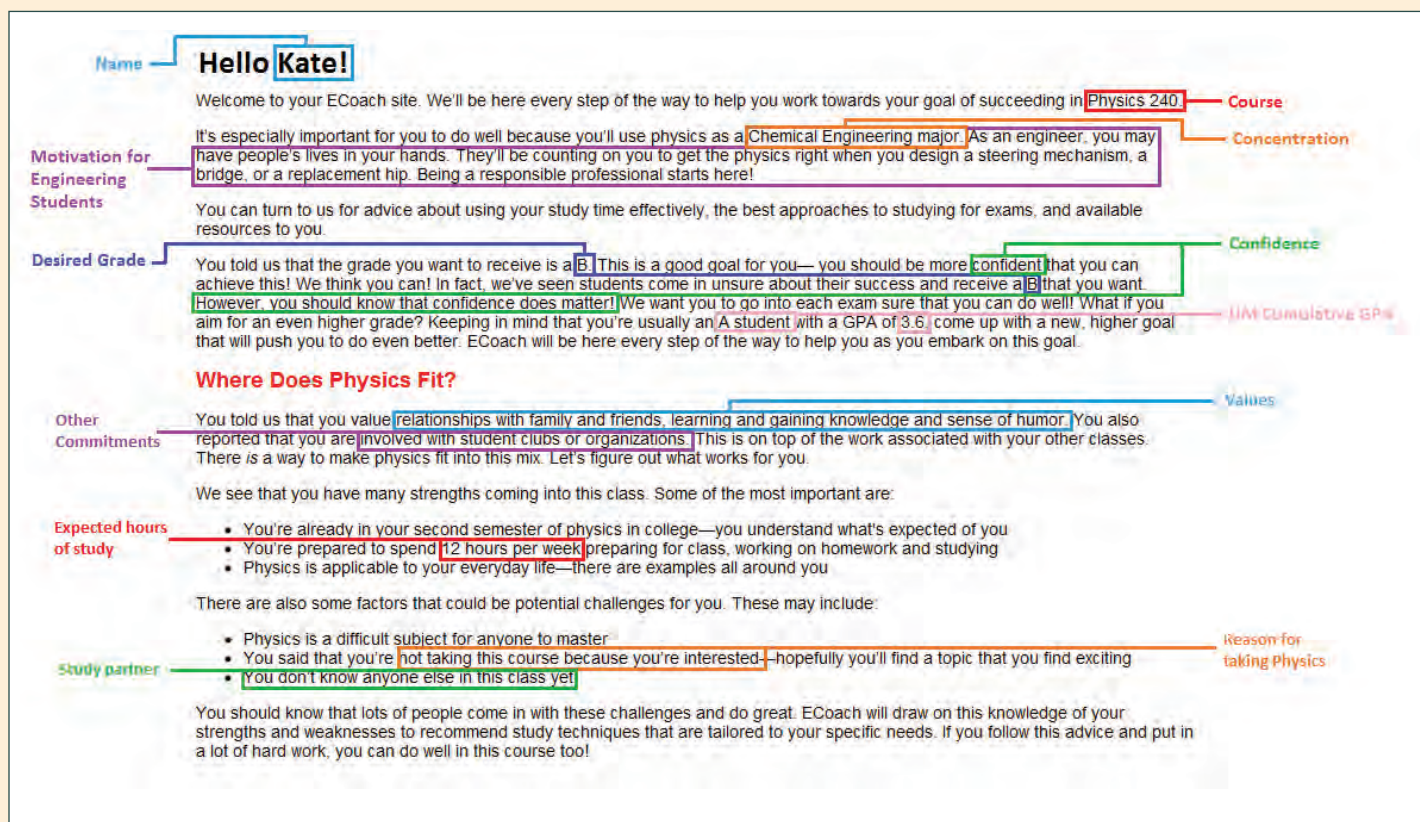 Name
Hello Kate!
Welcome to your ECoach site. We'll be here every step of the way to help you work towards your goal of succeeding in Physics 240.
Course
It's especially important for you to do well because you'll use physics as a Chemical Engineering major. As an engineer, you may
Concentration
have people's lives in your hands. They'll be counting on you to get the physics right when you design a steering mechanism, a
bridge, or a replacement hip. Being a responsible professional starts here!
Motivation for
Engineering
Students
You can turn to us for advice about using your study time effectively, the best approaches to studying for exams, and available
resources to you.
Confidence
Desired Grade
You told us that the grade you want to receive is a B. This is a good goal for you— you should be more confident that you can
achieve this! We think you can! In fact, we've seen students come in unsure about their success and receive a B that you want.
However, you should know that confidence does matter! We want you to go into each exam sure that you can do well! What if you
aim for an even higher grade? Keeping in mind that you're usually an A student with a GPA of 3.6, come up with a new, higher goal
UM Cumulative GPA
that will push you to do even better. ECoach will be here every step of the way to help you as you embark on this goal.
Where Does Physics Fit?
Values
Other
Commitments
You told us that you value relationships with family and friends, learning and gaining knowledge and sense of humor. You also
reported that you are involved with student clubs or organizations. This is on top of the work associated with your other classes.
There is a way to make physics fit into this mix. Let's figure out what works for you.
We see that you have many strengths coming into this class. Some of the most important are:
Expected hours
of study
• You're already in your second semester of physics in college—you understand what's expected of you
• You're prepared to spend 12 hours per week preparing for class, working on homework and studying
• Physics is applicable to your everyday life—there are examples all around you
There are also some factors that could be potential challenges for you. These may include:
• Physics is a difficult subject for anyone to master
• You said that you're not taking this course because you're interested—hopefully you'll find a topic that you find exciting
Reason for
taking Physics
Study partner
• You don't know anyone else in this class yet
You should know that lots of people come in with these challenges and do great. ECoach will draw on this knowledge of your
strengths and weaknesses to recommend study techniques that are tailored to your specific needs. If you follow this advice and put in
a lot of hard work, you can do well in this course too!